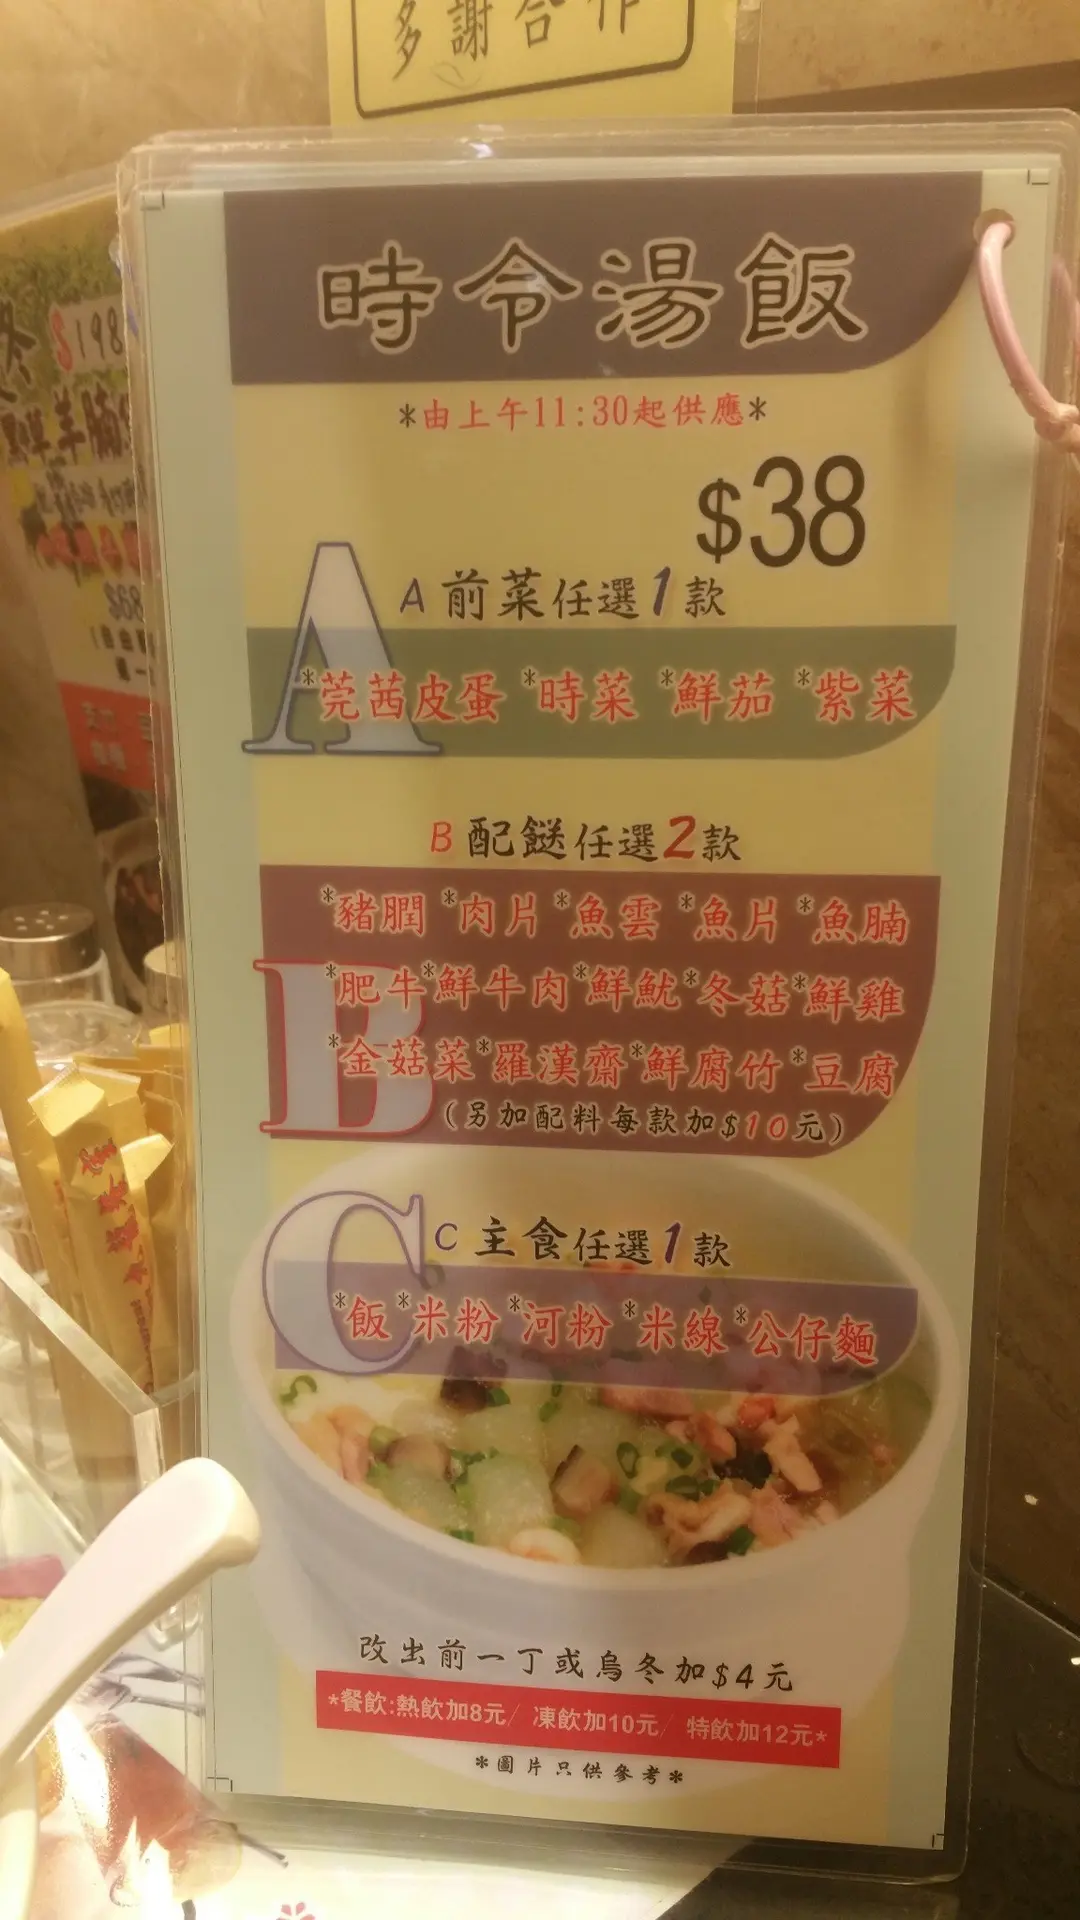 多謝合作
時令湯飯
*由上午11:30起供應*
$38
A 前菜任選1款
*莞茜皮蛋 *時菜 *鮮茄 *紫菜
B 配餸任選2款
*豬膶 *肉片 *魚雲 *魚片 *魚腩
*肥牛 *鮮牛肉 *鮮魷 *冬菇 *鮮雞
*金菇菜 *羅漢齋 *鮮腐竹 *豆腐
(另加配料每款加$10元)
C 主食任選1款
*飯 *米粉 *河粉 *米線 *公仔麵
改出前一丁或烏冬加$4元
*餐飲:熱飲加8元/ 凍飲加10元/ 特飲加12元*
*圖片只供參考*
冬 $198
羊腩
$68